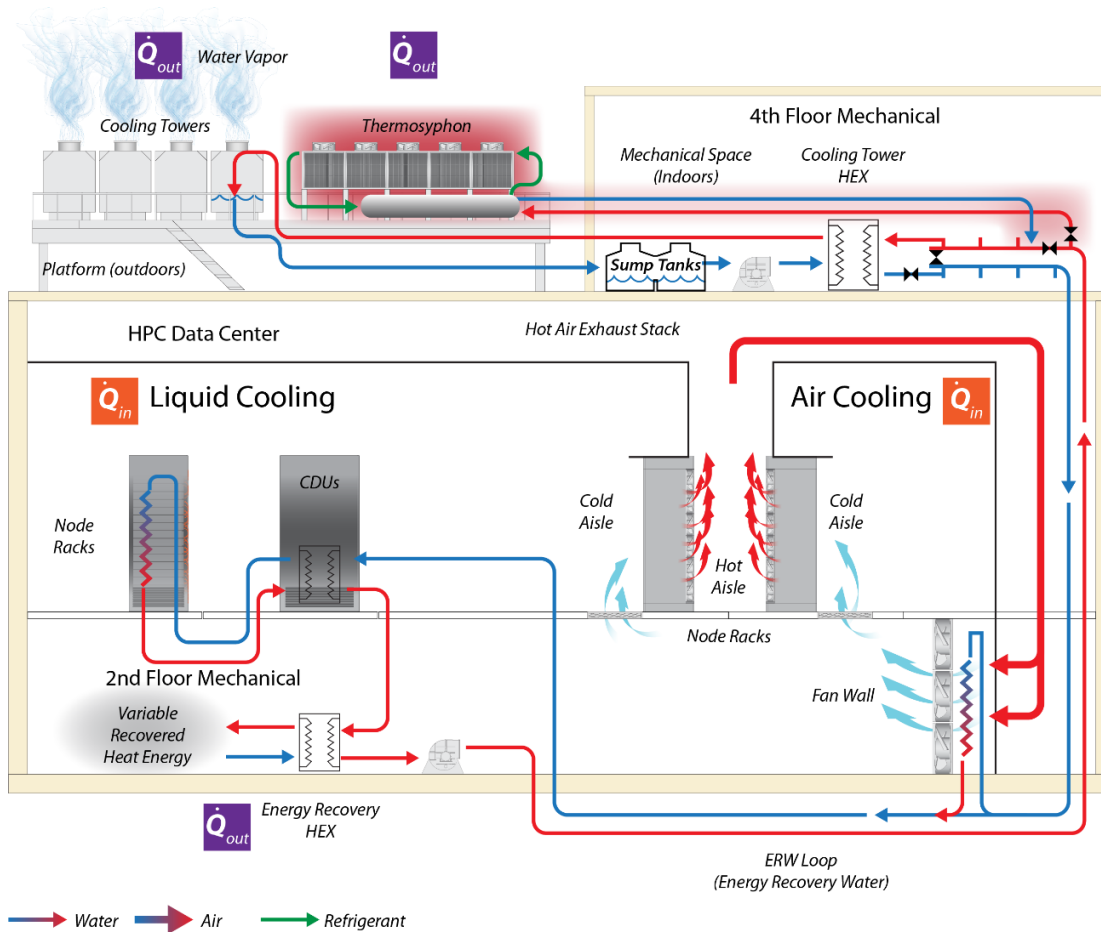 Q̇out
Water Vapor
Q̇out
Cooling Towers
Thermosyphon
4th Floor Mechanical
Mechanical Space
(Indoors)
Cooling Tower
HEX
Platform (outdoors)
Sump Tanks
HPC Data Center
Hot Air Exhaust Stack
Q̇in
Liquid Cooling
Air Cooling
Q̇in
Node
Racks
CDUs
Cold
Aisle
Hot
Aisle
Cold
Aisle
Node Racks
2nd Floor Mechanical
Variable
Recovered
Heat Energy
Fan Wall
Q̇out
Energy Recovery
HEX
ERW Loop
(Energy Recovery Water)
Water
Air
Refrigerant